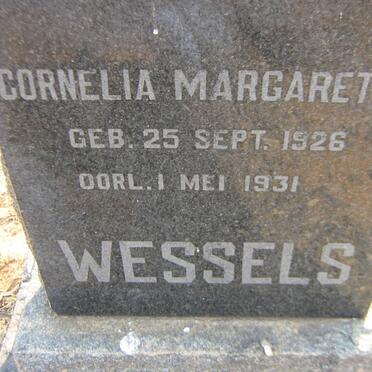 CORNELIA MARGARET
GEB. 25 SEPT. 1926
OORL. 1 MEI 1931
WESSELS